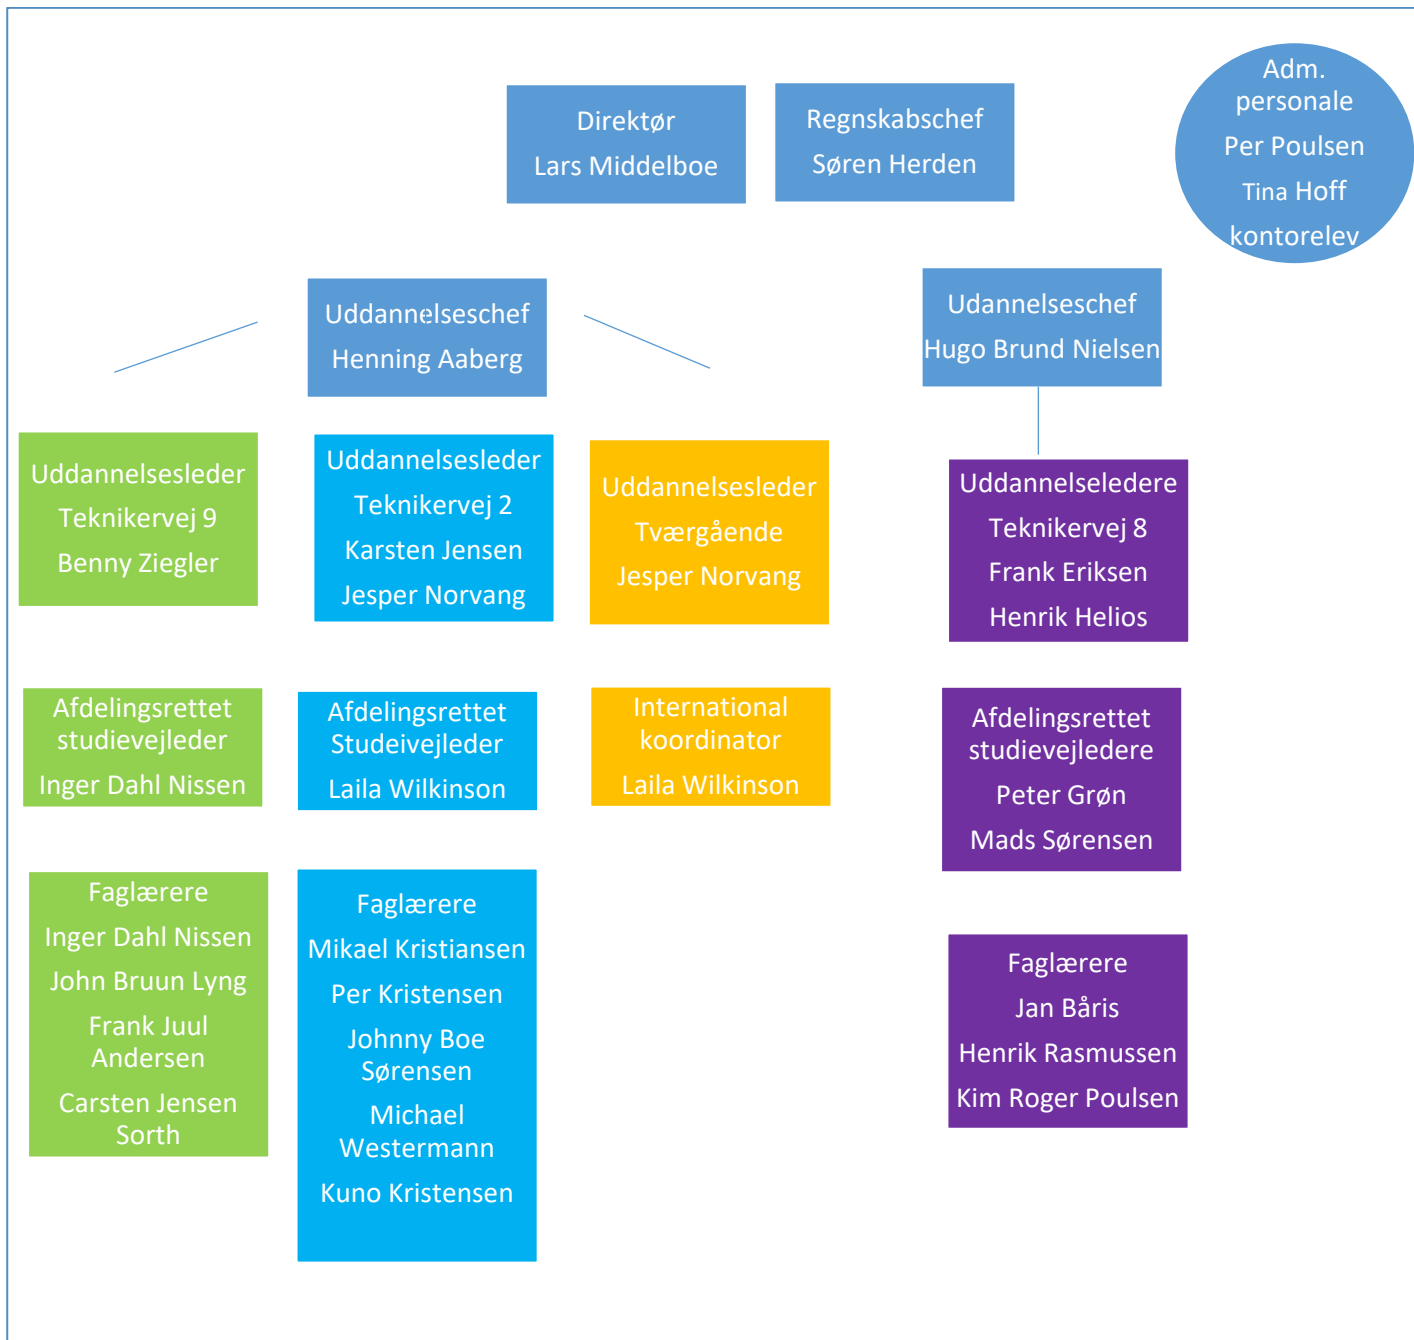 Direktør
Lars Middelboe
Regnskabschef
Søren Herden
Adm.
personale
Per Poulsen
Tina Hoff
kontorelev
Uddannelseschef
Henning Aaberg
Udannelseschef
Hugo Brund Nielsen
Uddannelsesleder
Teknikervej 9
Benny Ziegler
Uddannelsesleder
Teknikervej 2
Karsten Jensen
Jesper Norvang
Uddannelsesleder
Tværgående
Jesper Norvang
Uddannelseledere
Teknikervej 8
Frank Eriksen
Henrik Helios
Afdelingsrettet
studievejleder
Inger Dahl Nissen
Afdelingsrettet
Studeivejleder
Laila Wilkinson
International
koordinator
Laila Wilkinson
Afdelingsrettet
studievejledere
Peter Grøn
Mads Sørensen
Faglærere
Inger Dahl Nissen
John Bruun Lyng
Frank Juul
Andersen
Carsten Jensen
Sorth
Faglærere
Mikael Kristiansen
Per Kristensen
Johnny Boe
Sørensen
Michael
Westermann
Kuno Kristensen
Faglærere
Jan Båris
Henrik Rasmussen
Kim Roger Poulsen